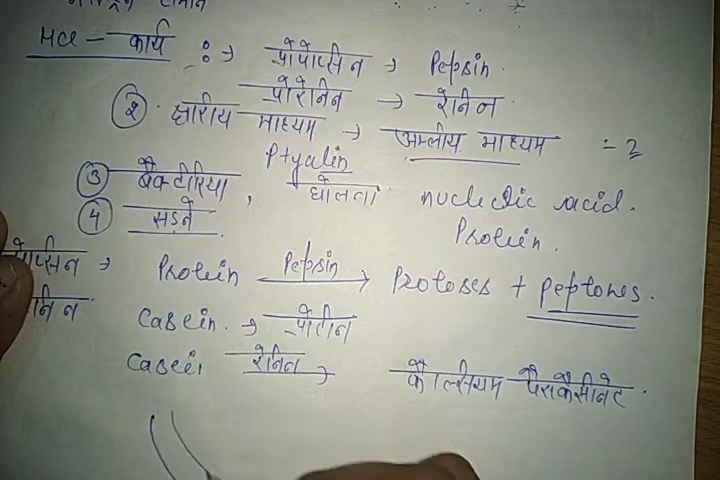 HCl - कार्य :→ प्रोपेप्सीन → Pepsin.
प्रोरेनिन → रेनिन
② क्षारीय माध्यम → अम्लीय माध्यम :- 2
Ptyalin
③ बैक्टीरिया, घोलना nucleic acid.
④ सड़ने Protein.
पेप्सीन → Protein Pepsin → Protoses + peptones.
Casein → प्रोटीन
Casein रेनिन → कैल्सियम पैराकैसीनेट.